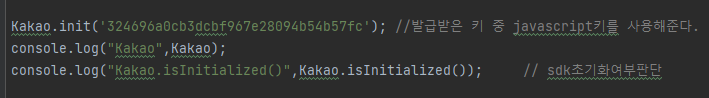 Kakao.init('324696a0cb3dcbf967e28094b54b57fc'); //발급받은 키 중 javascript키를 사용해준다.
console.log("Kakao",Kakao);
console.log("Kakao.isInitialized()",Kakao.isInitialized()); // sdk초기화여부판단